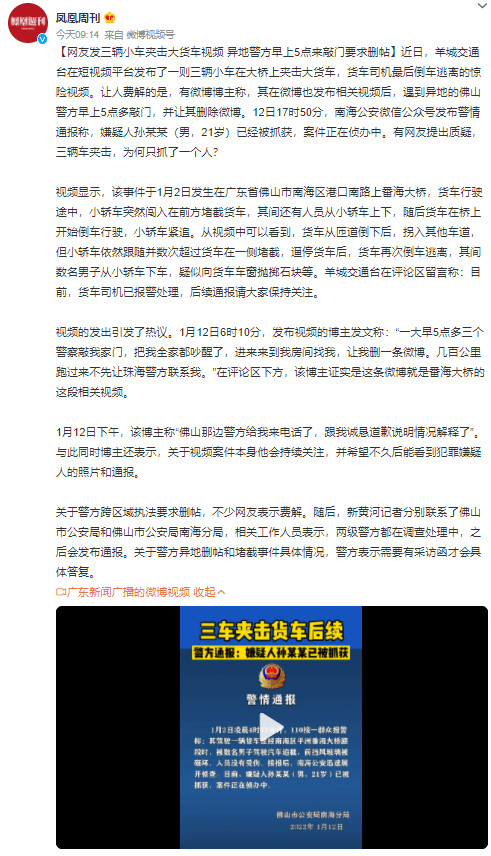 凤凰周刊
凰凰週刊
今天09:14 来自 微博视频号
【网友发三辆小车夹击大货车视频 异地警方早上5点来敲门要求删帖】近日，羊城交通
台在短视频平台发布了一则三辆小车在大桥上夹击大货车，货车司机最后倒车逃离的惊
险视频。让人费解的是，有微博博主称，其在微博也发布相关视频后，遇到异地的佛山
警方早上5点多敲门，并让其删除微博。12日17时50分，南海公安微信公众号发布警情
通报称，嫌疑人孙某某（男，21岁）已经被抓获，案件正在侦办中。有网友提出质疑，
三辆车夹击，为何只抓了一个人？
视频显示，该事件于1月2日发生在广东省佛山市南海区港口南路上番海大桥，货车行驶
途中，小轿车突然闯入在前方堵截货车，其间还有人员从小轿车上下，随后货车在桥上
开始倒车行驶，小轿车紧追。从视频中可以看到，货车从匝道倒下后，拐入其他车道，
但小轿车依然跟随并数次超过货车在一侧堵截，逼停货车后，货车再次倒车逃离，其间
数名男子从小轿车下车，疑似向货车车窗抛掷石块等。羊城交通台在评论区留言称：目
前，货车司机已报警处理，后续通报请大家保持关注。
视频的发出引发了热议。1月12日6时10分，发布视频的博主发文称：“一大早5点多三个
警察敲我家门，把我全家都吵醒了，进来来到我房间找我，让我删一条微博。几百公里
跑过来不先让珠海警方联系我。”在评论区下方，该博主证实是这条微博就是番海大桥的
这段相关视频。
1月12日下午，该博主称“佛山那边警方给我来电话了，跟我诚恳道歉说明情况解释了”。
与此同时博主还表示，关于视频案件本身他会持续关注，并希望不久后能看到犯罪嫌疑
人的照片和通报。
关于警方跨区域执法要求删帖，不少网友表示费解。随后，新黄河记者分别联系了佛山
市公安局和佛山市公安局南海分局，相关工作人员表示，两级警方都在调查处理中，之
后会发布通报。关于警方异地删帖和堵截事件具体情况，警方表示需要有采访函才会具
体答复。
广东新闻广播的微博视频 收起
三车夹击货车后续
警方通报：嫌疑人孙某某已被抓获
警情通报
1月2日凌晨4时 110接一群众报警
称：其驾驶一辆货车 经南海区平洲番海大桥路
段时，被数名男子驾驶汽车追截，前挡风玻璃被
砸坏，人员没有受伤。接报后，南海公安迅速展
开侦查。目前，嫌疑人孙某某（男，21岁）已被
抓获，案件正在侦办中。
佛山市公安局南海分局
2022年1月12日